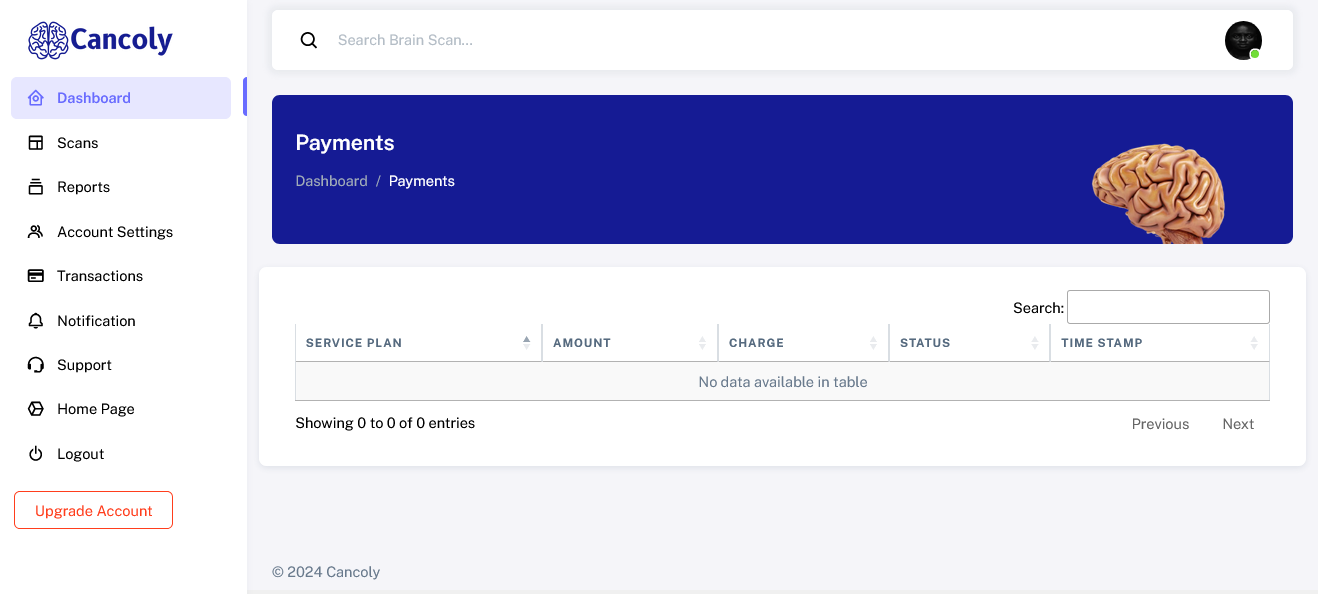 Cancoly
Search Brain Scan...
Dashboard
Scans
Reports
Account Settings
Transactions
Notification
Support
Home Page
Logout
Upgrade Account
Payments
Dashboard / Payments
Search:
SERVICE PLAN AMOUNT CHARGE STATUS TIME STAMP
No data available in table
Showing 0 to 0 of 0 entries
Previous Next
© 2024 Cancoly